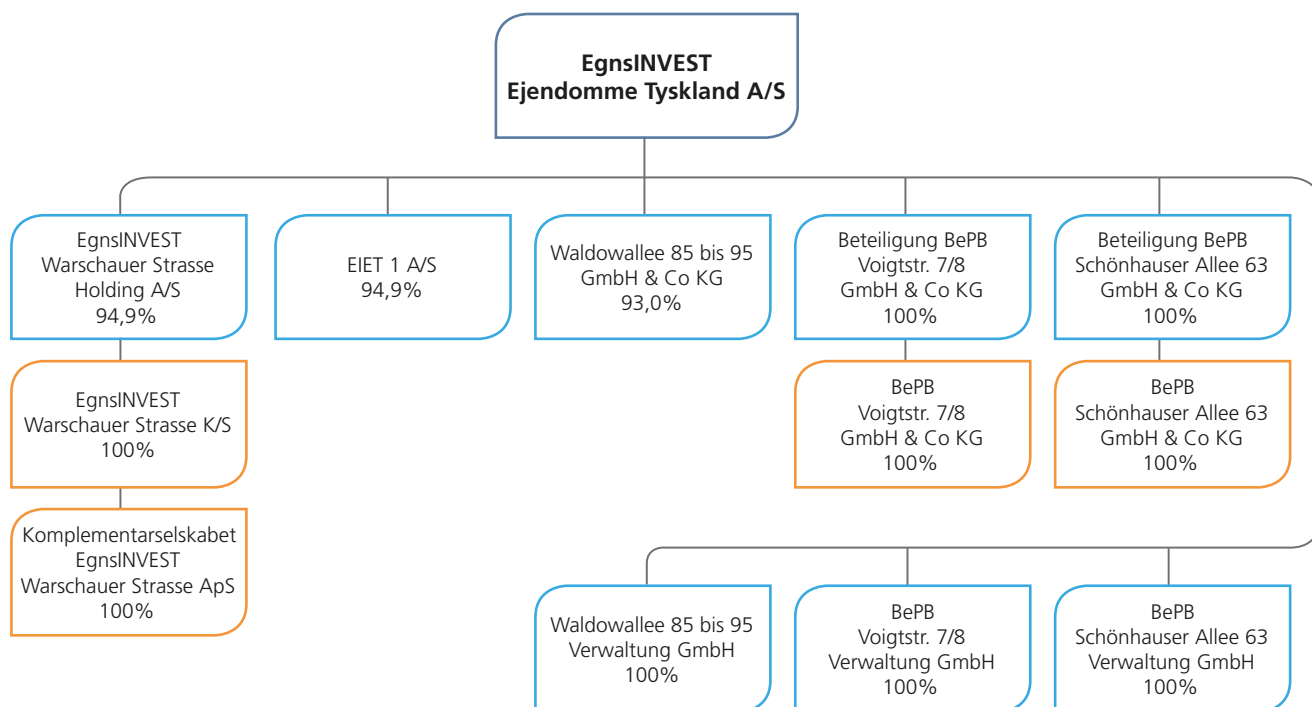 EgnsINVEST
Ejendomme Tyskland A/S
EgnsINVEST
Warschauer Strasse
Holding A/S
94,9%
EIET 1 A/S
94,9%
Waldowallee 85 bis 95
GmbH & Co KG
93,0%
Beteiligung BePB
Voigtstr. 7/8
GmbH & Co KG
100%
Beteiligung BePB
Schönhauser Allee 63
GmbH & Co KG
100%
EgnsINVEST
Warschauer Strasse K/S
100%
BePB
Voigtstr. 7/8
GmbH & Co KG
100%
BePB
Schönhauser Allee 63
GmbH & Co KG
100%
Komplementarselskabet
EgnsINVEST
Warschauer Strasse ApS
100%
Waldowallee 85 bis 95
Verwaltung GmbH
100%
BePB
Voigtstr. 7/8
Verwaltung GmbH
100%
BePB
Schönhauser Allee 63
Verwaltung GmbH
100%